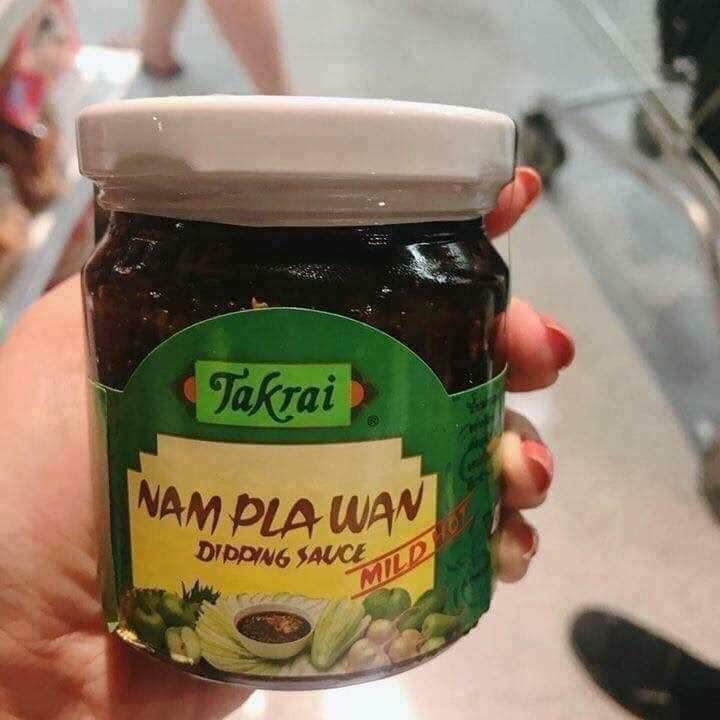 Takrai
®
NAM PLA WAN
DIPPING SAUCE
MILD HOT